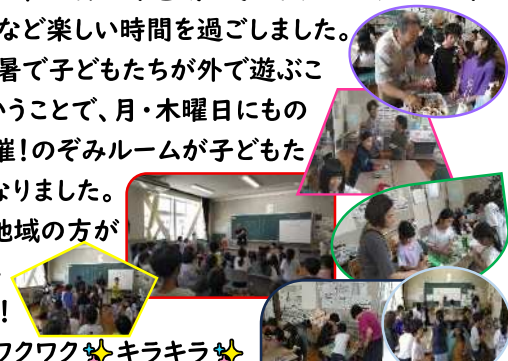 など楽しい時間を過ごしました。
暑で子どもたちが外で遊ぶこ
いうことで、月・木曜日にもの
催!のぞみルームが子どもた
なりました。
地域の方が
!
ワクワク✨キラキラ✨